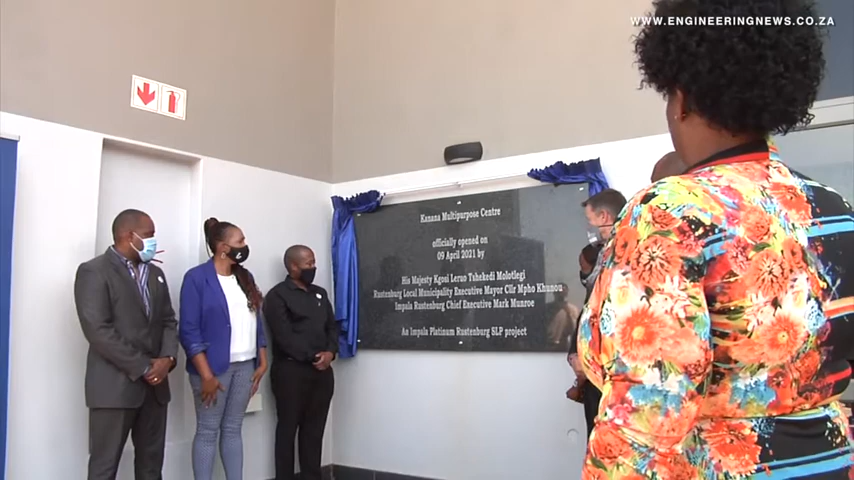 WWW.ENGINEERINGNEWS.CO.ZA
Kanana Multipurpose Centre
officially opened on
09 April 2021 by
His Majesty Kgosi Leruo Tshekedi Molotlegi
Rustenburg Local Municipality Executive Mayor Cllr Mpho Khunou
Impala Rustenburg Chief Executive Mark Munroe
An Impala Platinum Rustenburg SLP project